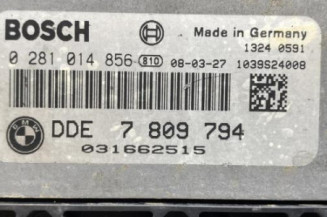 BOSCH Made in Germany
1324 0591
0 281 014 856 810 08-03-27 1039S24008
BMW
DDE 7 809 794
031662515